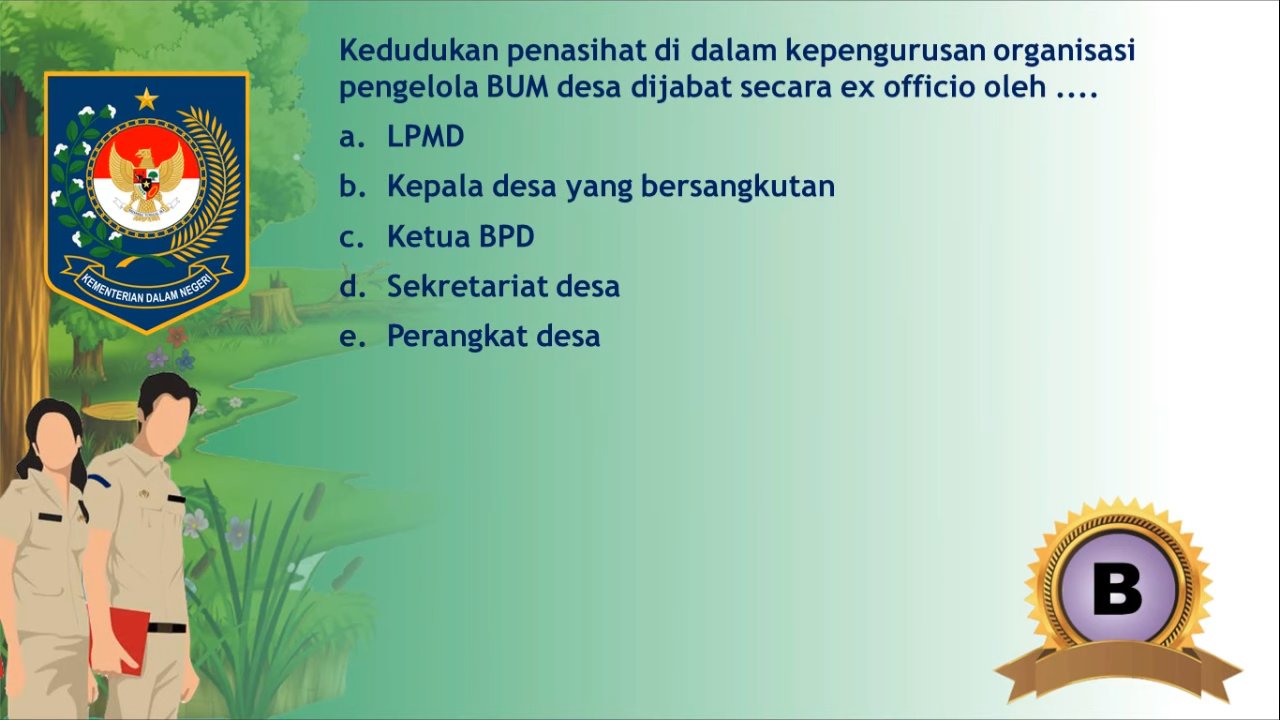 Kedudukan penasihat di dalam kepengurusan organisasi
pengelola BUM desa dijabat secara ex officio oleh ....
a. LPMD
b. Kepala desa yang bersangkutan
c. Ketua BPD
d. Sekretariat desa
e. Perangkat desa
KEMENTERIAN DALAM NEGERI
B